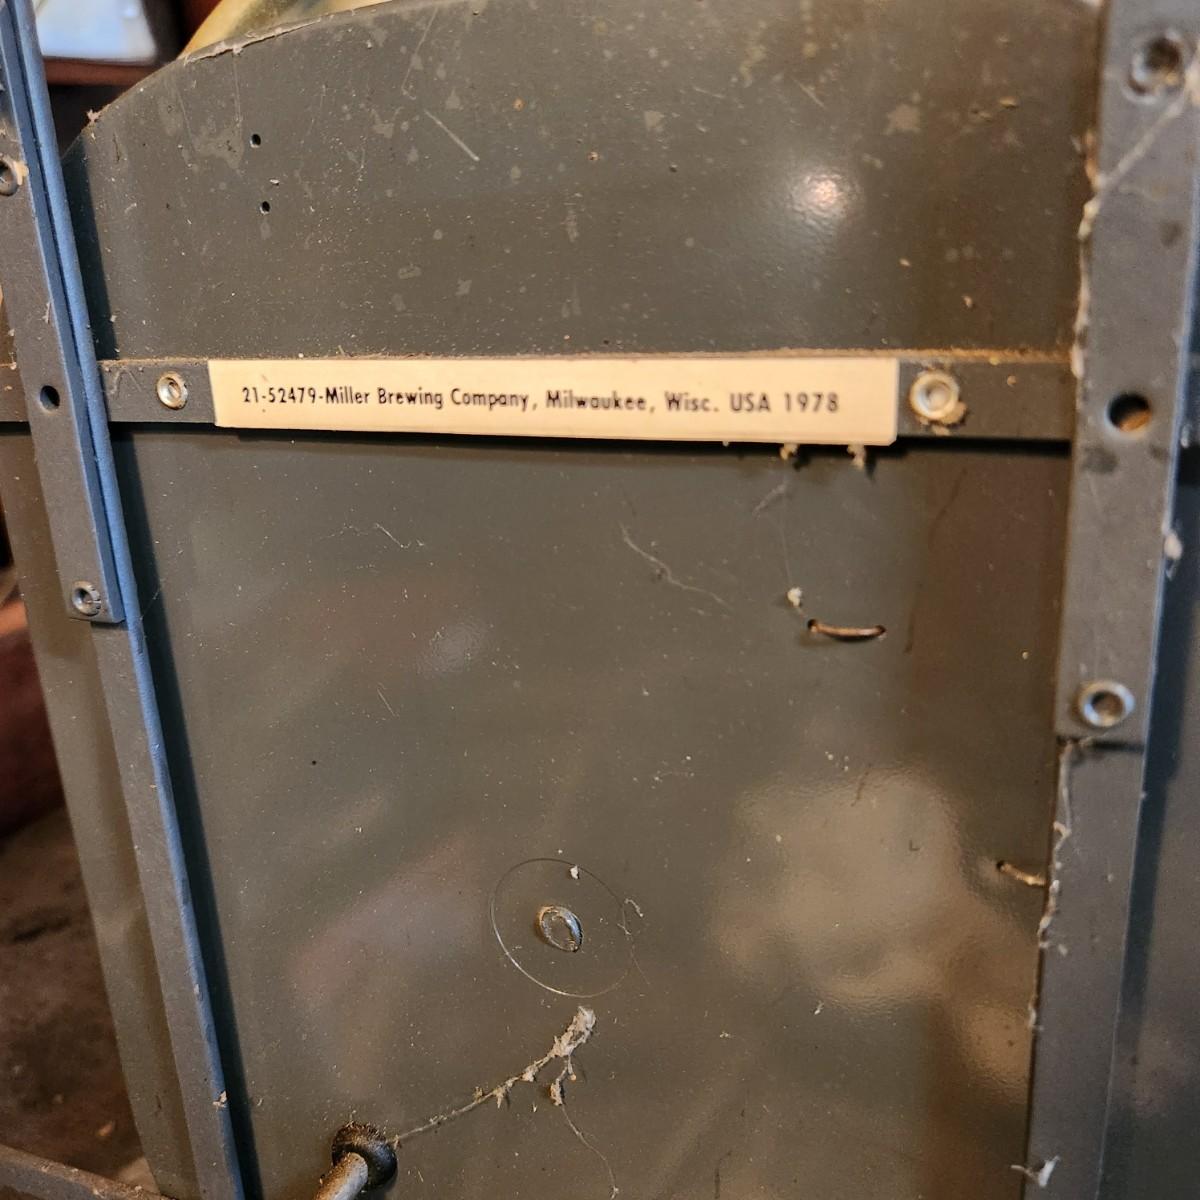 21-52479-Miller Brewing Company, Milwaukee, Wisc. USA 1978